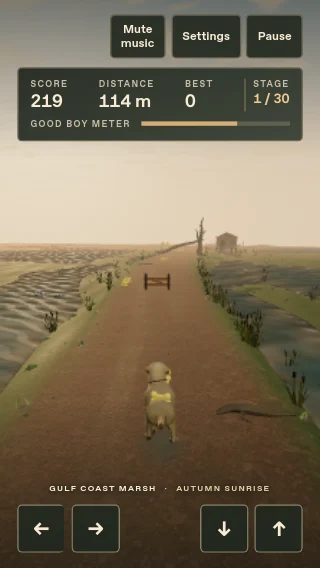 Mute
music
Settings
Pause
SCORE
219
DISTANCE
114 m
BEST
0
STAGE
1 / 30
GOOD BOY METER
GULF COAST MARSH · AUTUMN SUNRISE